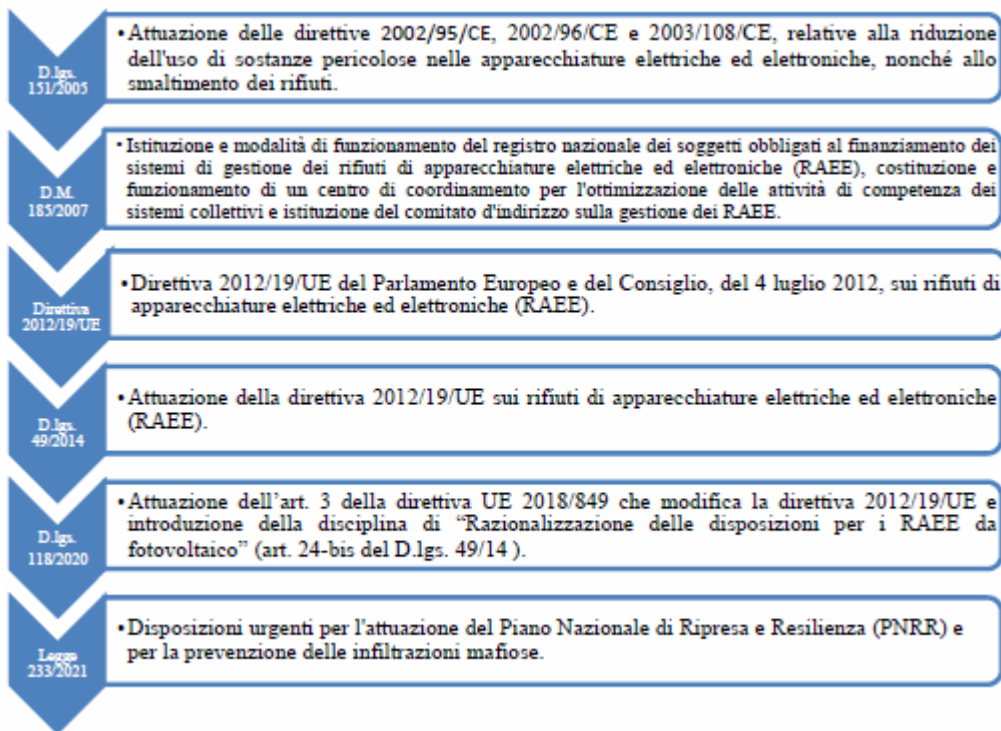 D.lgs.
151/2005
•Attuazione delle direttive 2002/95/CE, 2002/96/CE e 2003/108/CE, relative alla riduzione
dell'uso di sostanze pericolose nelle apparecchiature elettriche ed elettroniche, nonché allo
smaltimento dei rifiuti.
D.M.
185/2007
•Istituzione e modalità di funzionamento del registro nazionale dei soggetti obbligati al finanziamento dei
sistemi di gestione dei rifiuti di apparecchiature elettriche ed elettroniche (RAEE), costituzione e
funzionamento di un centro di coordinamento per l'ottimizzazione delle attività di competenza dei
sistemi collettivi e istituzione del comitato d'indirizzo sulla gestione dei RAEE.
Direttiva
2012/19/UE
•Direttiva 2012/19/UE del Parlamento Europeo e del Consiglio, del 4 luglio 2012, sui rifiuti di
apparecchiature elettriche ed elettroniche (RAEE).
D.lgs.
49/2014
•Attuazione della direttiva 2012/19/UE sui rifiuti di apparecchiature elettriche ed elettroniche
(RAEE).
D.lgs.
118/2020
•Attuazione dell’art. 3 della direttiva UE 2018/849 che modifica la direttiva 2012/19/UE e
introduzione della disciplina di “Razionalizzazione delle disposizioni per i RAEE da
fotovoltaico” (art. 24-bis del D.lgs. 49/14 ).
Legge
233/2021
•Disposizioni urgenti per l'attuazione del Piano Nazionale di Ripresa e Resilienza (PNRR) e
per la prevenzione delle infiltrazioni mafiose.